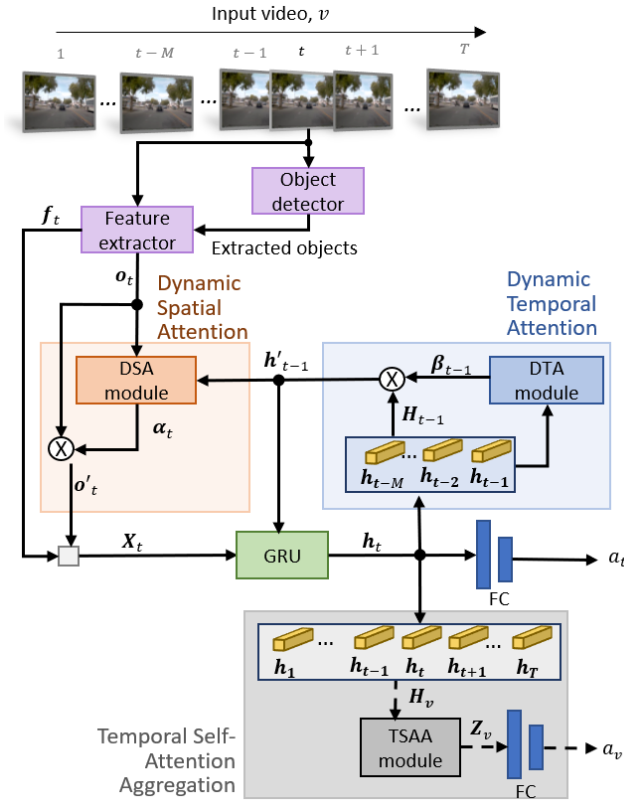 Input video, v
1 t − M t − 1 t t + 1 T
... ... ...
Object
detector
f_t
Feature
extractor
Extracted objects
o_t
Dynamic
Spatial
Attention
Dynamic
Temporal
Attention
DSA
module
h'_{t−1}
β_{t−1}
DTA
module
X
H_{t−1}
α_t
X
...
h_{t−M} h_{t−2} h_{t−1}
o'_t
X_t
GRU
h_t
a_t
FC
... ...
h_1 h_{t−1} h_t h_{t+1} h_T
H_v
Temporal Self-
Attention
Aggregation
TSAA
module
Z_v
a_v
FC